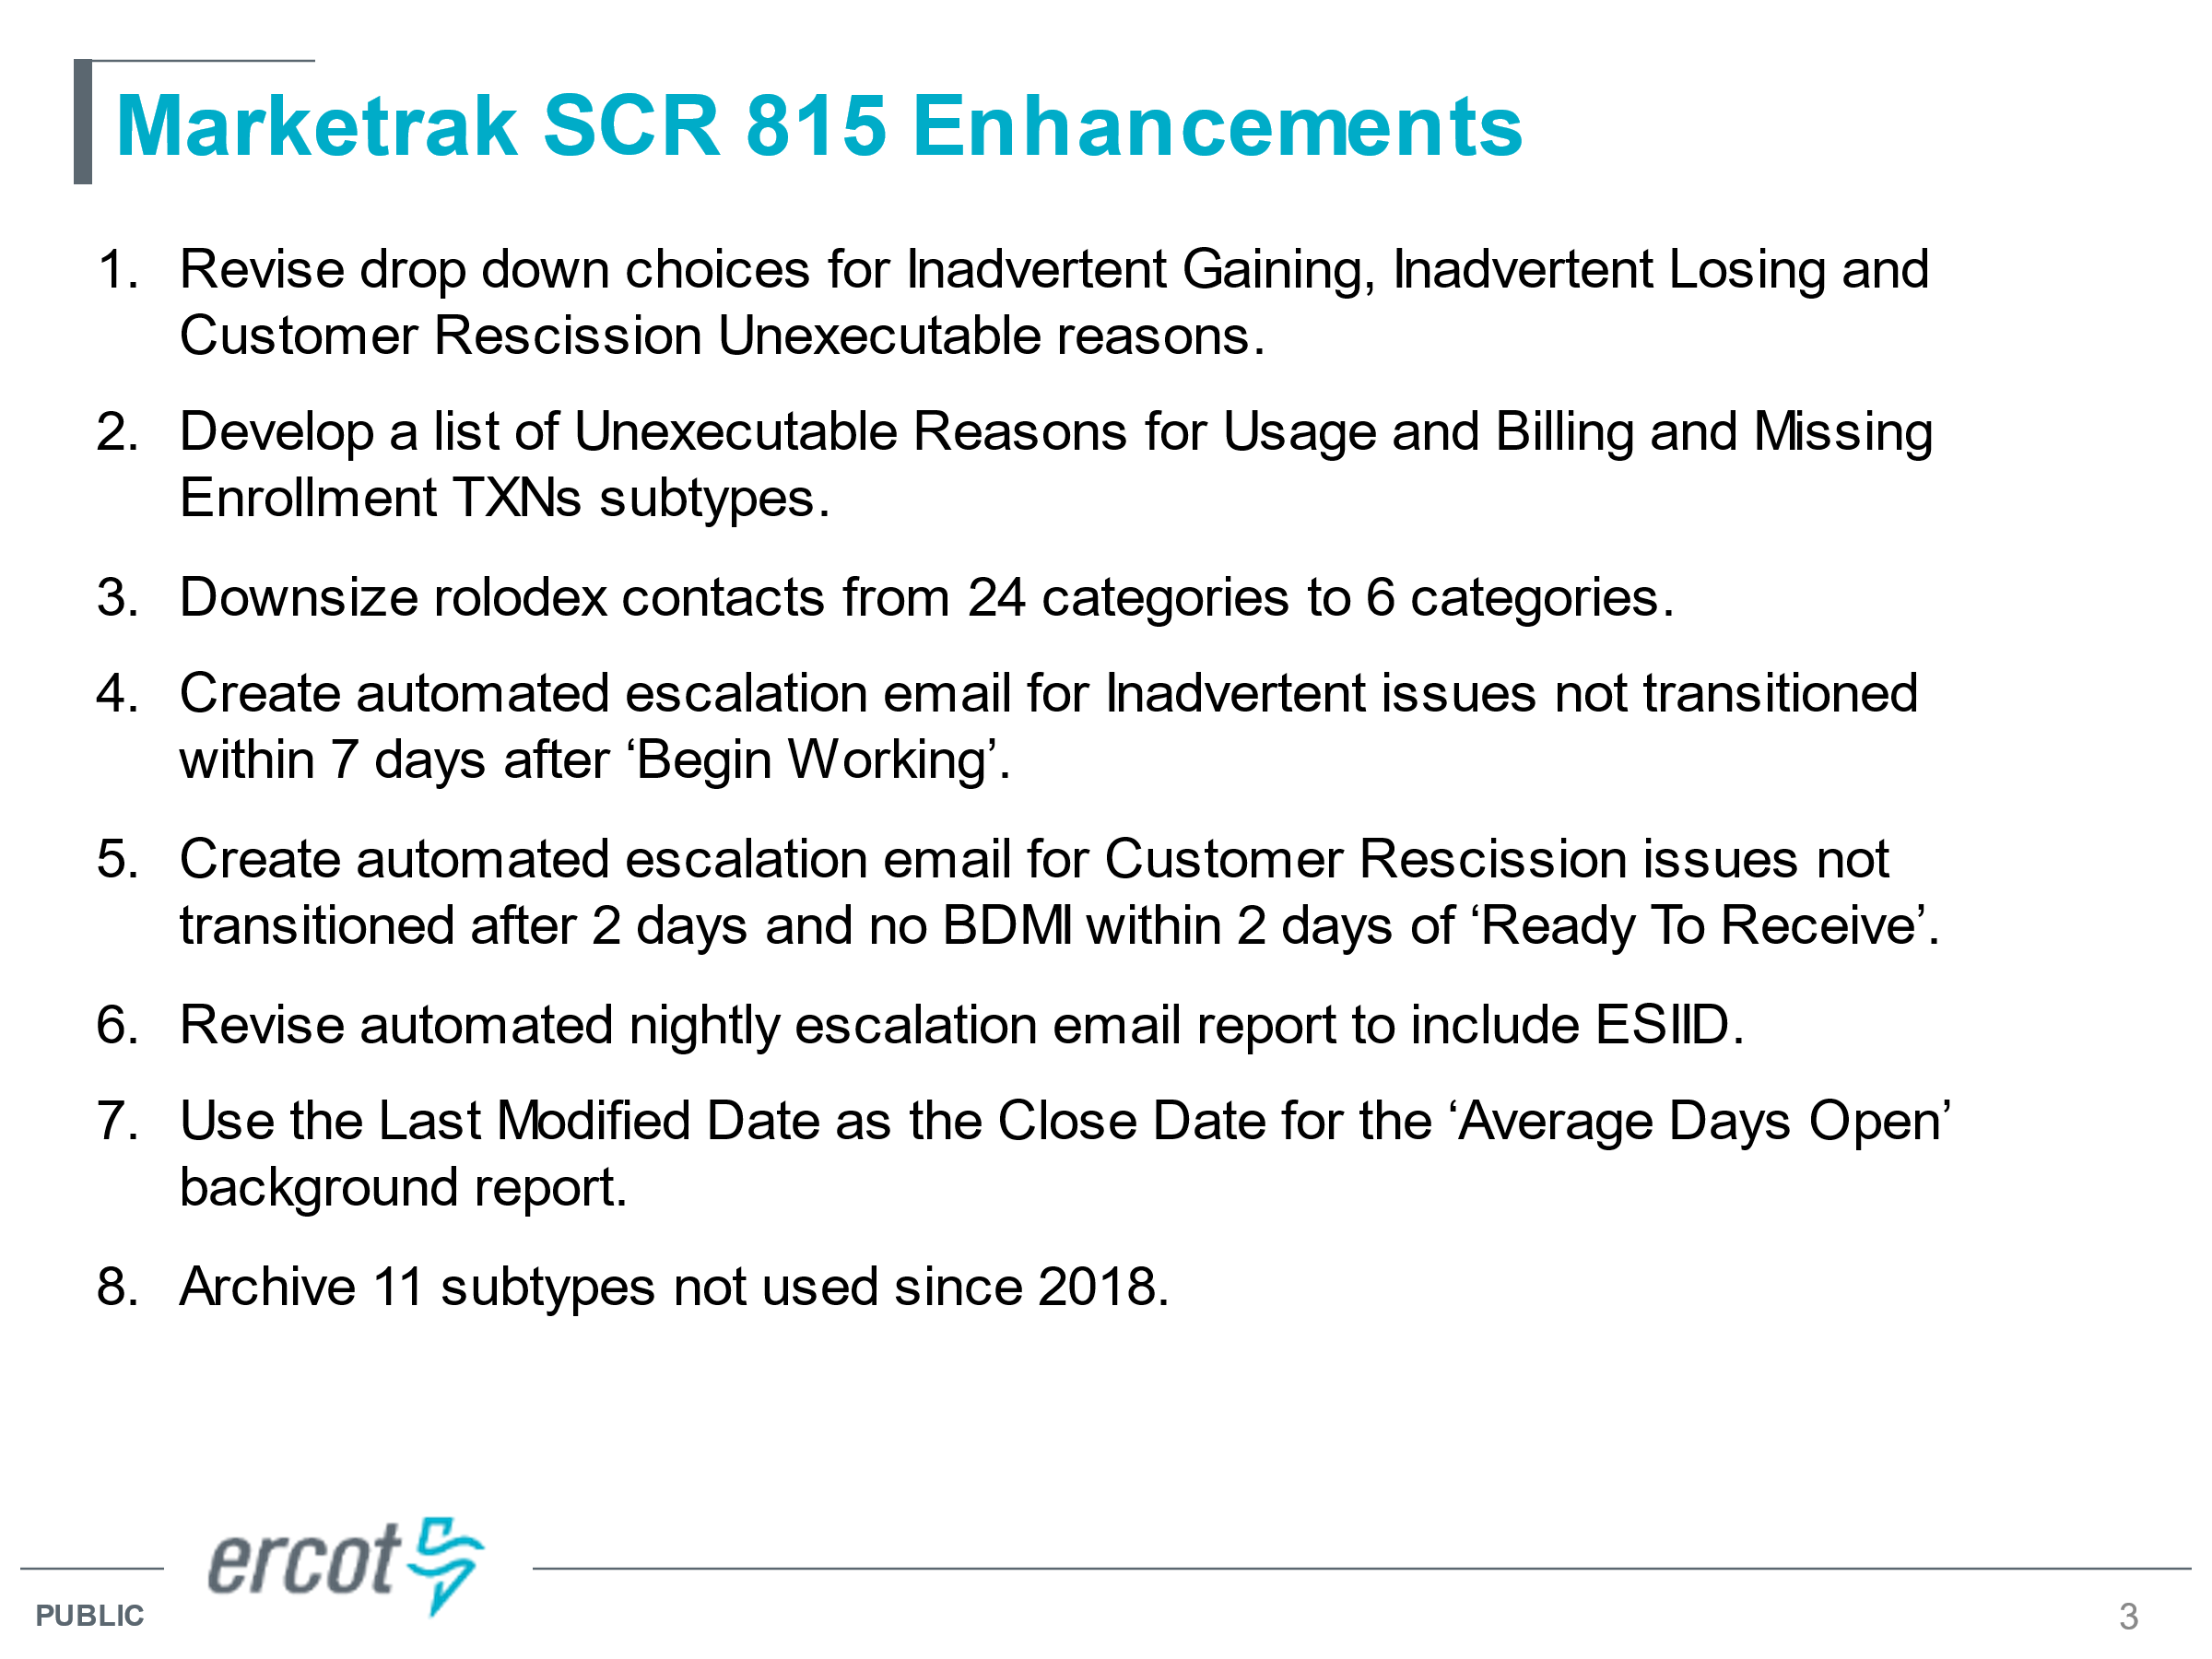 Marketrak SCR 815 Enhancements
1. Revise drop down choices for Inadvertent Gaining, Inadvertent Losing and
Customer Rescission Unexecutable reasons.
2. Develop a list of Unexecutable Reasons for Usage and Billing and Missing
Enrollment TXNs subtypes.
3. Downsize rolodex contacts from 24 categories to 6 categories.
4. Create automated escalation email for Inadvertent issues not transitioned
within 7 days after ‘Begin Working’.
5. Create automated escalation email for Customer Rescission issues not
transitioned after 2 days and no BDMI within 2 days of ‘Ready To Receive’.
6. Revise automated nightly escalation email report to include ESIIID.
7. Use the Last Modified Date as the Close Date for the ‘Average Days Open’
background report.
8. Archive 11 subtypes not used since 2018.
ercot
PUBLIC
3